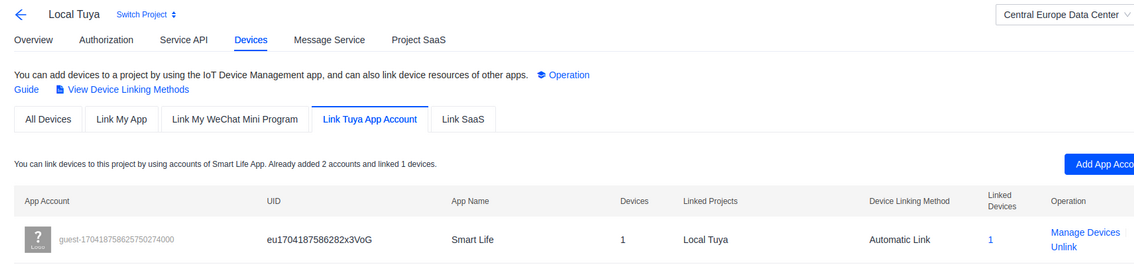 Local Tuya Switch Project Central Europe Data Center
Overview Authorization Service API Devices Message Service Project SaaS
You can add devices to a project by using the IoT Device Management app, and can also link device resources of other apps. Operation
Guide View Device Linking Methods
All Devices Link My App Link My WeChat Mini Program Link Tuya App Account Link SaaS
You can link devices to this project by using accounts of Smart Life App. Already added 2 accounts and linked 1 devices. Add App Acco
App Account UID App Name Devices Linked Projects Device Linking Method Linked Devices Operation
? LOGO guest-170418758625750274000 eu1704187586282x3VoG Smart Life 1 Local Tuya Automatic Link 1 Manage Devices
Unlink